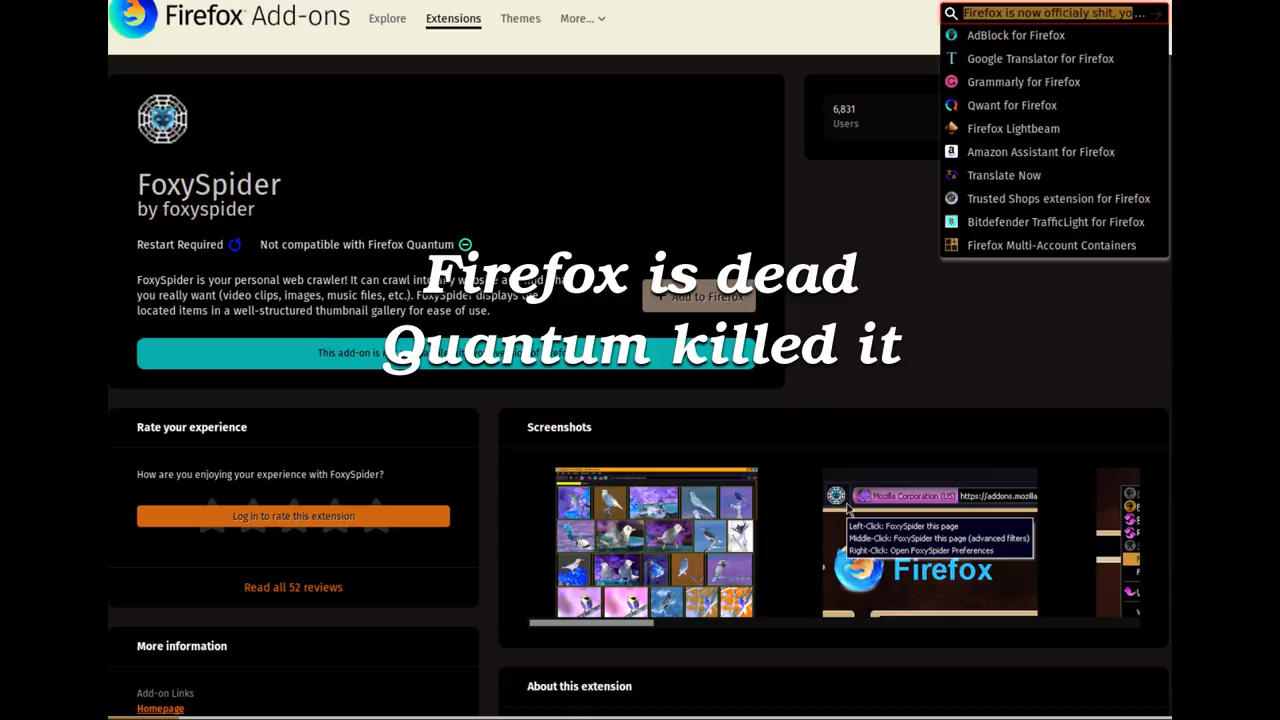 Firefox Add-ons Explore Extensions Themes More...
Firefox is now officialy shit, yo...
AdBlock for Firefox
Google Translator for Firefox
Grammarly for Firefox
Qwant for Firefox
Firefox Lightbeam
Amazon Assistant for Firefox
Translate Now
Trusted Shops extension for Firefox
Bitdefender TrafficLight for Firefox
Firefox Multi-Account Containers
6,831
Users
FoxySpider
by foxyspider
Restart Required Not compatible with Firefox Quantum
FoxySpider is your personal web crawler! It can crawl into any website and find what
you really want (video clips, images, music files, etc.). FoxySpider displays the
located items in a well-structured thumbnail gallery for ease of use.
+ Add to Firefox
This add-on is
Firefox is dead
Quantum killed it
Rate your experience
How are you enjoying your experience with FoxySpider?
Log in to rate this extension
Read all 52 reviews
More information
Add-on Links
Homepage
Screenshots
Mozilla Corporation (US) https://addons.mozilla
Left-Click: FoxySpider this page
Middle-Click: FoxySpider this page (advanced filters)
Right-Click: Open FoxySpider Preferences
Firefox
About this extension